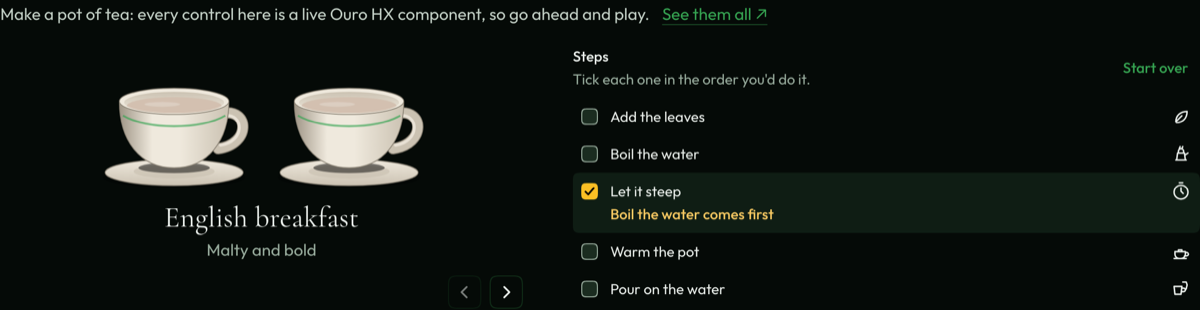 Make a pot of tea: every control here is a live Ouro HX component, so go ahead and play. See them all ↗
English breakfast
Malty and bold
Steps
Tick each one in the order you'd do it.
Start over
Add the leaves
Boil the water
Let it steep
Boil the water comes first
Warm the pot
Pour on the water